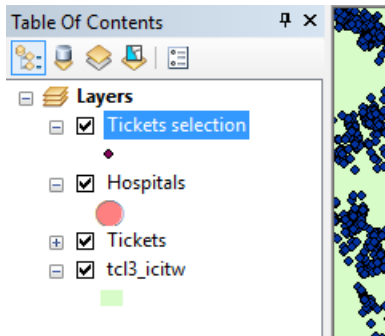 Table Of Contents
Layers
Tickets selection
Hospitals
Tickets
tcl3_icitw